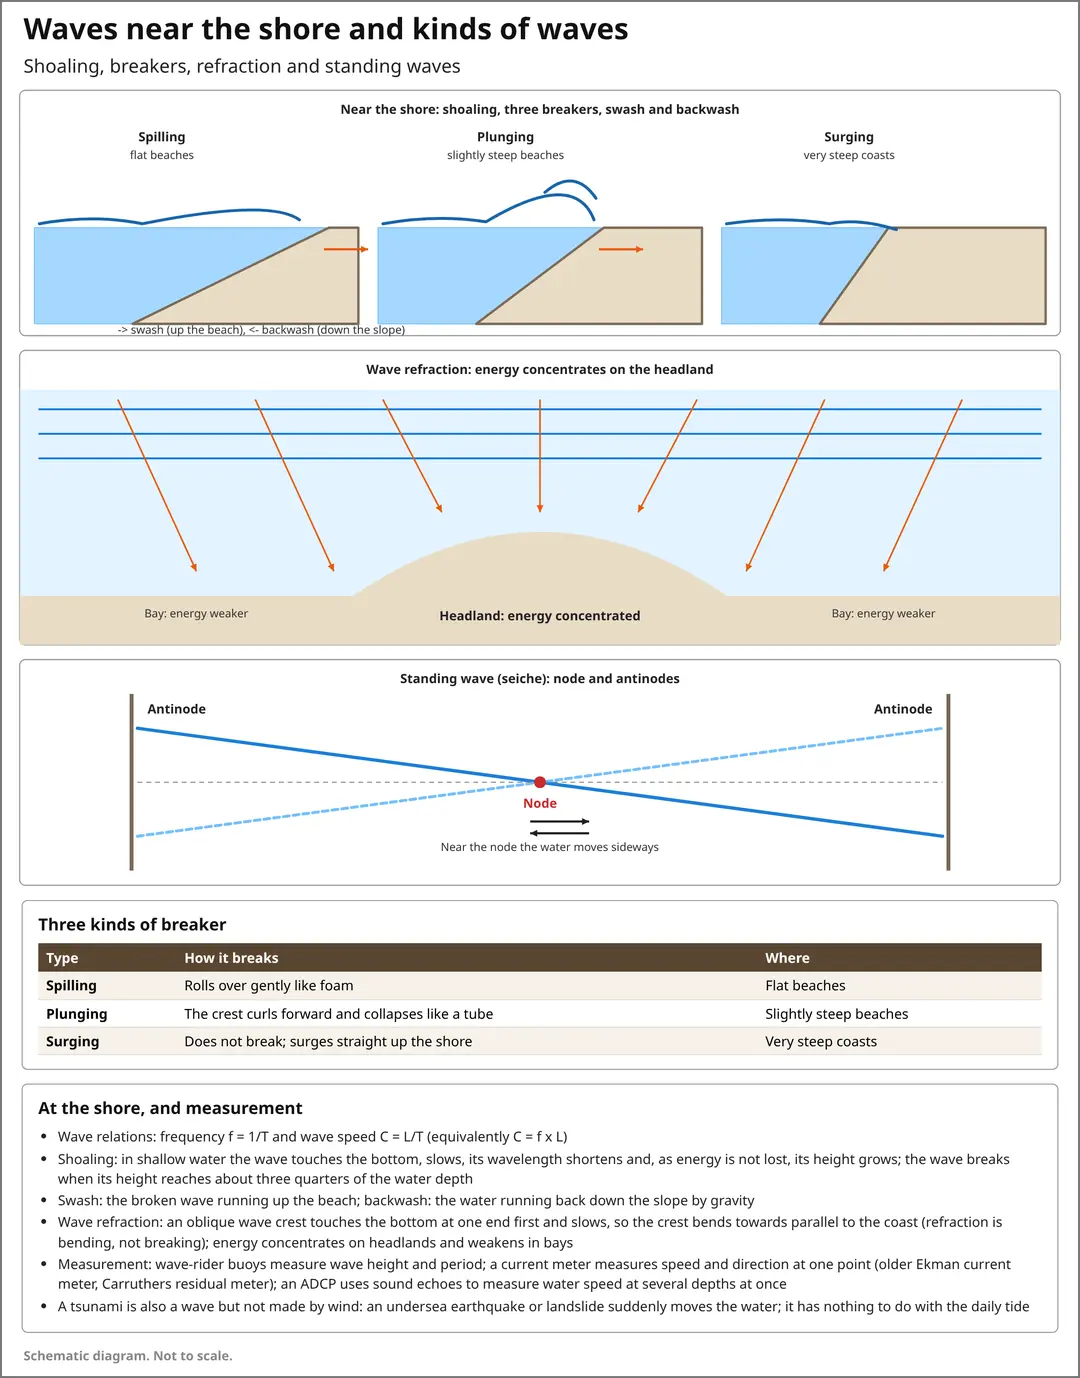 Waves near the shore and kinds of waves
Shoaling, breakers, refraction and standing waves
Near the shore: shoaling, three breakers, swash and backwash
Spilling
flat beaches
Plunging
slightly steep beaches
Surging
very steep coasts
-> swash (up the beach), <- backwash (down the slope)
Wave refraction: energy concentrates on the headland
Bay: energy weaker
Headland: energy concentrated
Bay: energy weaker
Standing wave (seiche): node and antinodes
Antinode
Antinode
Node
Near the node the water moves sideways
Three kinds of breaker
Type How it breaks Where
Spilling Rolls over gently like foam Flat beaches
Plunging The crest curls forward and collapses like a tube Slightly steep beaches
Surging Does not break; surges straight up the shore Very steep coasts
At the shore, and measurement
• Wave relations: frequency f = 1/T and wave speed C = L/T (equivalently C = f x L)
• Shoaling: in shallow water the wave touches the bottom, slows, its wavelength shortens and, as energy is not lost, its height grows; the wave breaks
when its height reaches about three quarters of the water depth
• Swash: the broken wave running up the beach; backwash: the water running back down the slope by gravity
• Wave refraction: an oblique wave crest touches the bottom at one end first and slows, so the crest bends towards parallel to the coast (refraction is
bending, not breaking); energy concentrates on headlands and weakens in bays
• Measurement: wave-rider buoys measure wave height and period; a current meter measures speed and direction at one point (older Ekman current
meter, Carruthers residual meter); an ADCP uses sound echoes to measure water speed at several depths at once
• A tsunami is also a wave but not made by wind: an undersea earthquake or landslide suddenly moves the water; it has nothing to do with the daily tide
Schematic diagram. Not to scale.